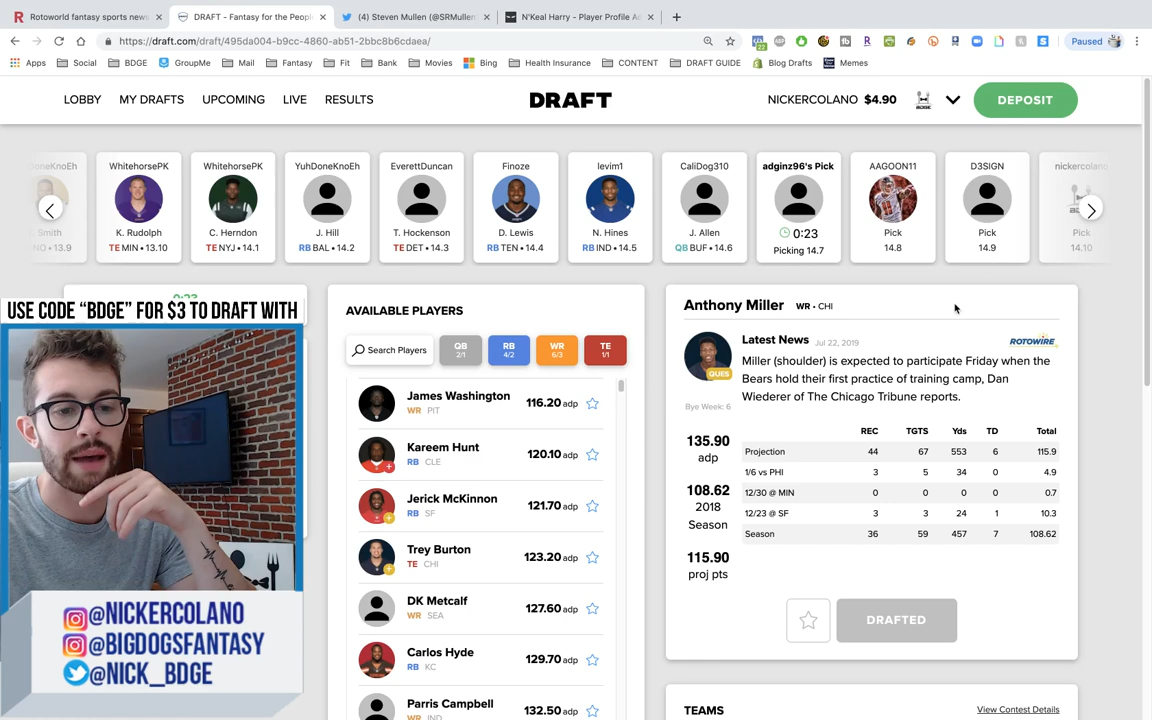 Rotoworld fantasy sports news
DRAFT - Fantasy for the Peopl
(4) Steven Mullen (@SRMullen
N'Keal Harry - Player Profile Ad
https://draft.com/draft/495da004-b9cc-4860-ab51-2bbc8b6cdaea/
22
Paused
Apps
Social
BDGE
GroupMe
Mail
Fantasy
Fit
Bank
Movies
Bing
Health Insurance
CONTENT
DRAFT GUIDE
Blog Drafts
Memes
LOBBY
MY DRAFTS
UPCOMING
LIVE
RESULTS
DRAFT
NICKERCOLANO $4.90
DEPOSIT
DoneKnoEh
WhitehorsePK
WhitehorsePK
YuhDoneKnoEh
EverettDuncan
Finoze
levim1
CaliDog310
adginz96's Pick
AAGOON11
D3SIGN
nickercolano
Smith
K. Rudolph
C. Herndon
J. Hill
T. Hockenson
D. Lewis
N. Hines
J. Allen
0:23
Pick
Pick
Pick
NO • 13.9
TE MIN • 13.10
TE NYJ • 14.1
RB BAL • 14.2
TE DET • 14.3
RB TEN • 14.4
RB IND • 14.5
QB BUF • 14.6
Picking 14.7
14.8
14.9
14.10
0:23
USE CODE "BDGE" FOR $3 TO DRAFT WITH
@NICKERCOLANO
@BIGDOGSFANTASY
@NICK_BDGE
AVAILABLE PLAYERS
Search Players
QB
2/1
RB
4/2
WR
6/3
TE
1/1
James Washington
WR PIT
116.20 adp
Kareem Hunt
RB CLE
120.10 adp
Jerick McKinnon
RB SF
121.70 adp
Trey Burton
TE CHI
123.20 adp
DK Metcalf
WR SEA
127.60 adp
Carlos Hyde
RB KC
129.70 adp
Parris Campbell
WR IND
132.50 adp
Anthony Miller WR • CHI
QUES
Bye Week: 6
135.90
adp
108.62
2018
Season
115.90
proj pts
Latest News Jul 22, 2019
ROTOWIRE
Miller (shoulder) is expected to participate Friday when the
Bears hold their first practice of training camp, Dan
Wiederer of The Chicago Tribune reports.
REC TGTS Yds TD Total
Projection 44 67 553 6 115.9
1/6 vs PHI 3 5 34 0 4.9
12/30 @ MIN 0 0 0 0 0.7
12/23 @ SF 3 3 24 1 10.3
Season 36 59 457 7 108.62
DRAFTED
TEAMS
View Contest Details